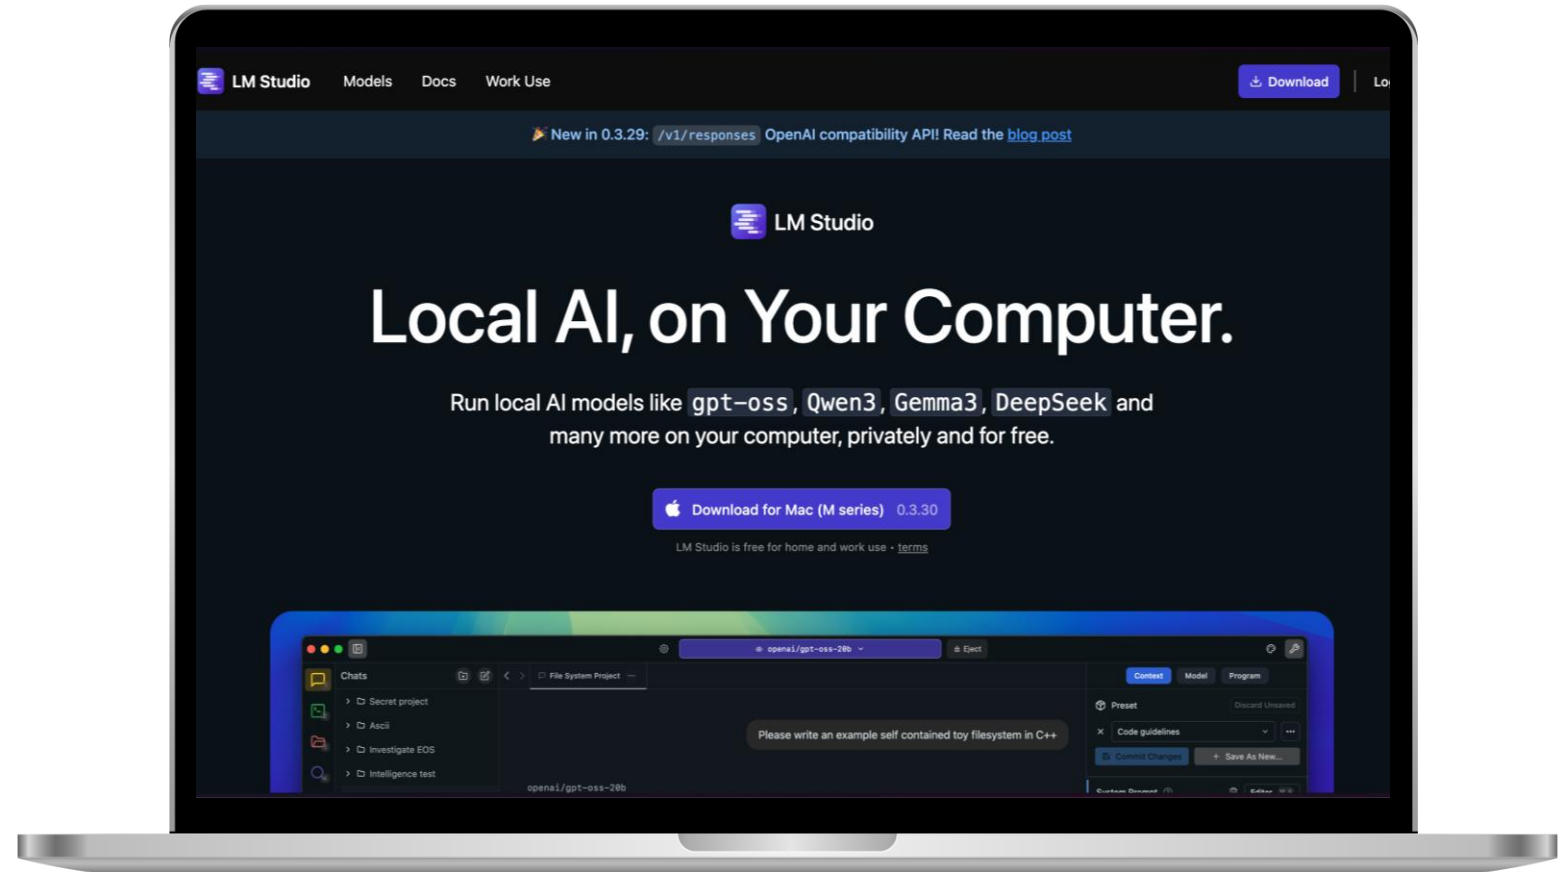 LM Studio Models Docs Work Use Download
🎉 New in 0.3.29: /v1/responses OpenAI compatibility API! Read the blog post
LM Studio
Local AI, on Your Computer.
Run local AI models like gpt-oss, Qwen3, Gemma3, DeepSeek and
many more on your computer, privately and for free.
Download for Mac (M series) 0.3.30
LM Studio is free for home and work use • terms
openai/gpt-oss-20b Eject
Chats
File System Project
Context Model Program
Secret project
Ascii
Investigate EOS
Intelligence test
Preset Discard Unsaved
Code guidelines
Please write an example self contained toy filesystem in C++
Commit Changes + Save As New...
openai/gpt-oss-20b
System Prompt Editor